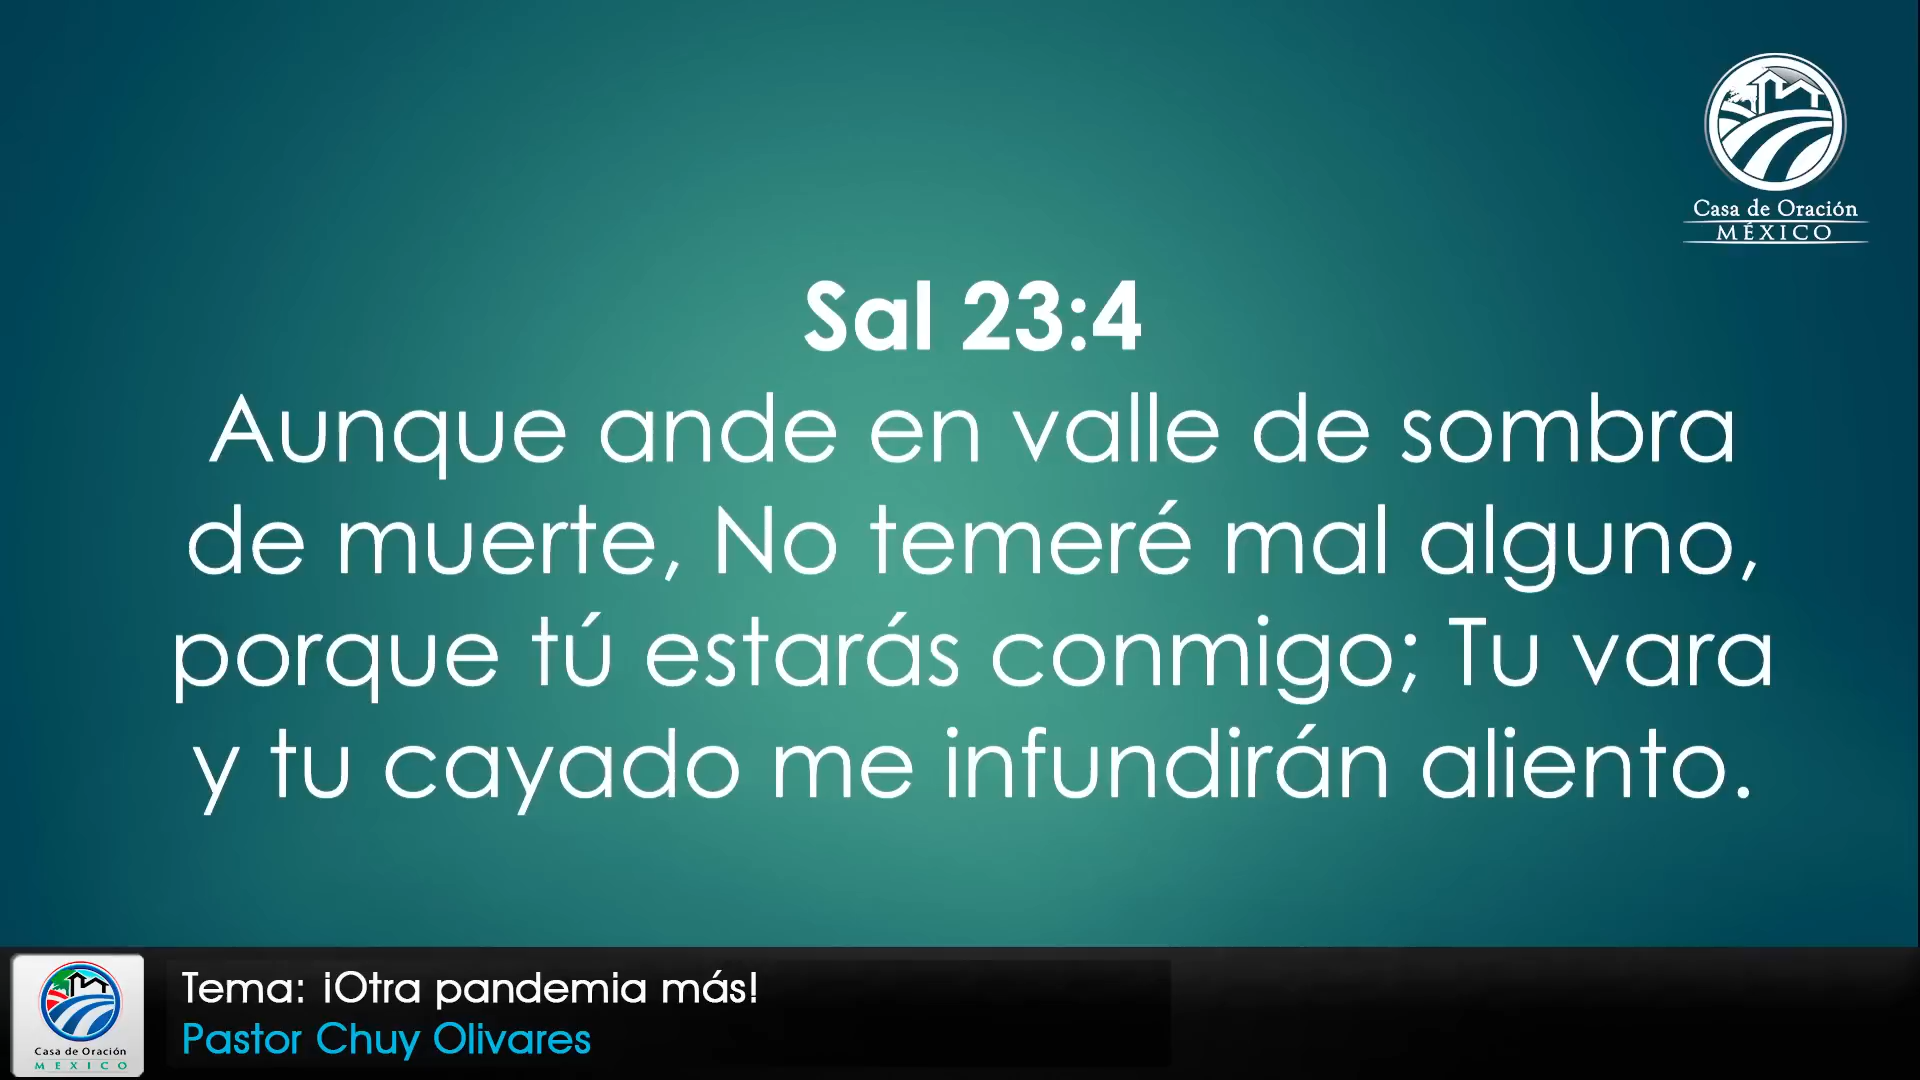 Casa de Oración
MÉXICO
Sal 23:4
Aunque ande en valle de sombra
de muerte, No temeré mal alguno,
porque tú estarás conmigo; Tu vara
y tu cayado me infundirán aliento.
Tema: ¡Otra pandemia más!
Pastor Chuy Olivares
Casa de Oración
MEXICO